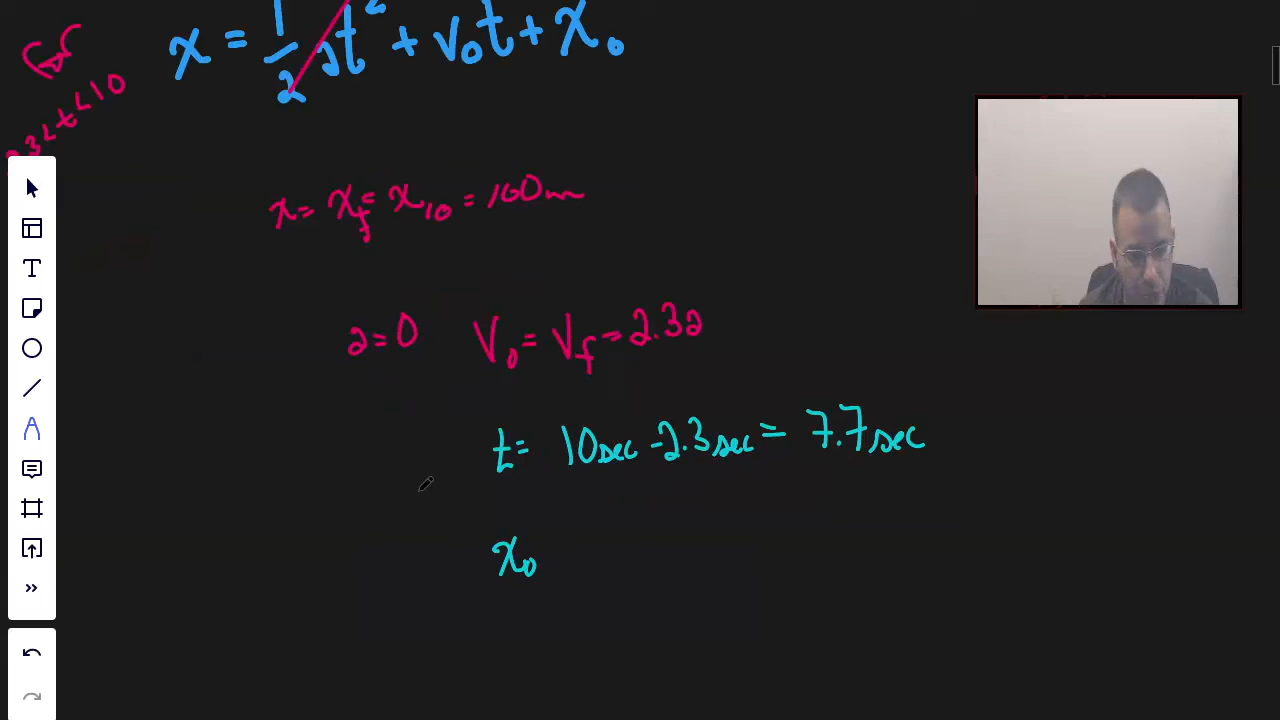 x = 1/2 at² + v₀t + x₀
for
2.3<t<10
x = x_f = x₁₀ = 100m
a = 0 V₀ = V_f = 2.3a
t = 10sec - 2.3sec = 7.7sec
x₀